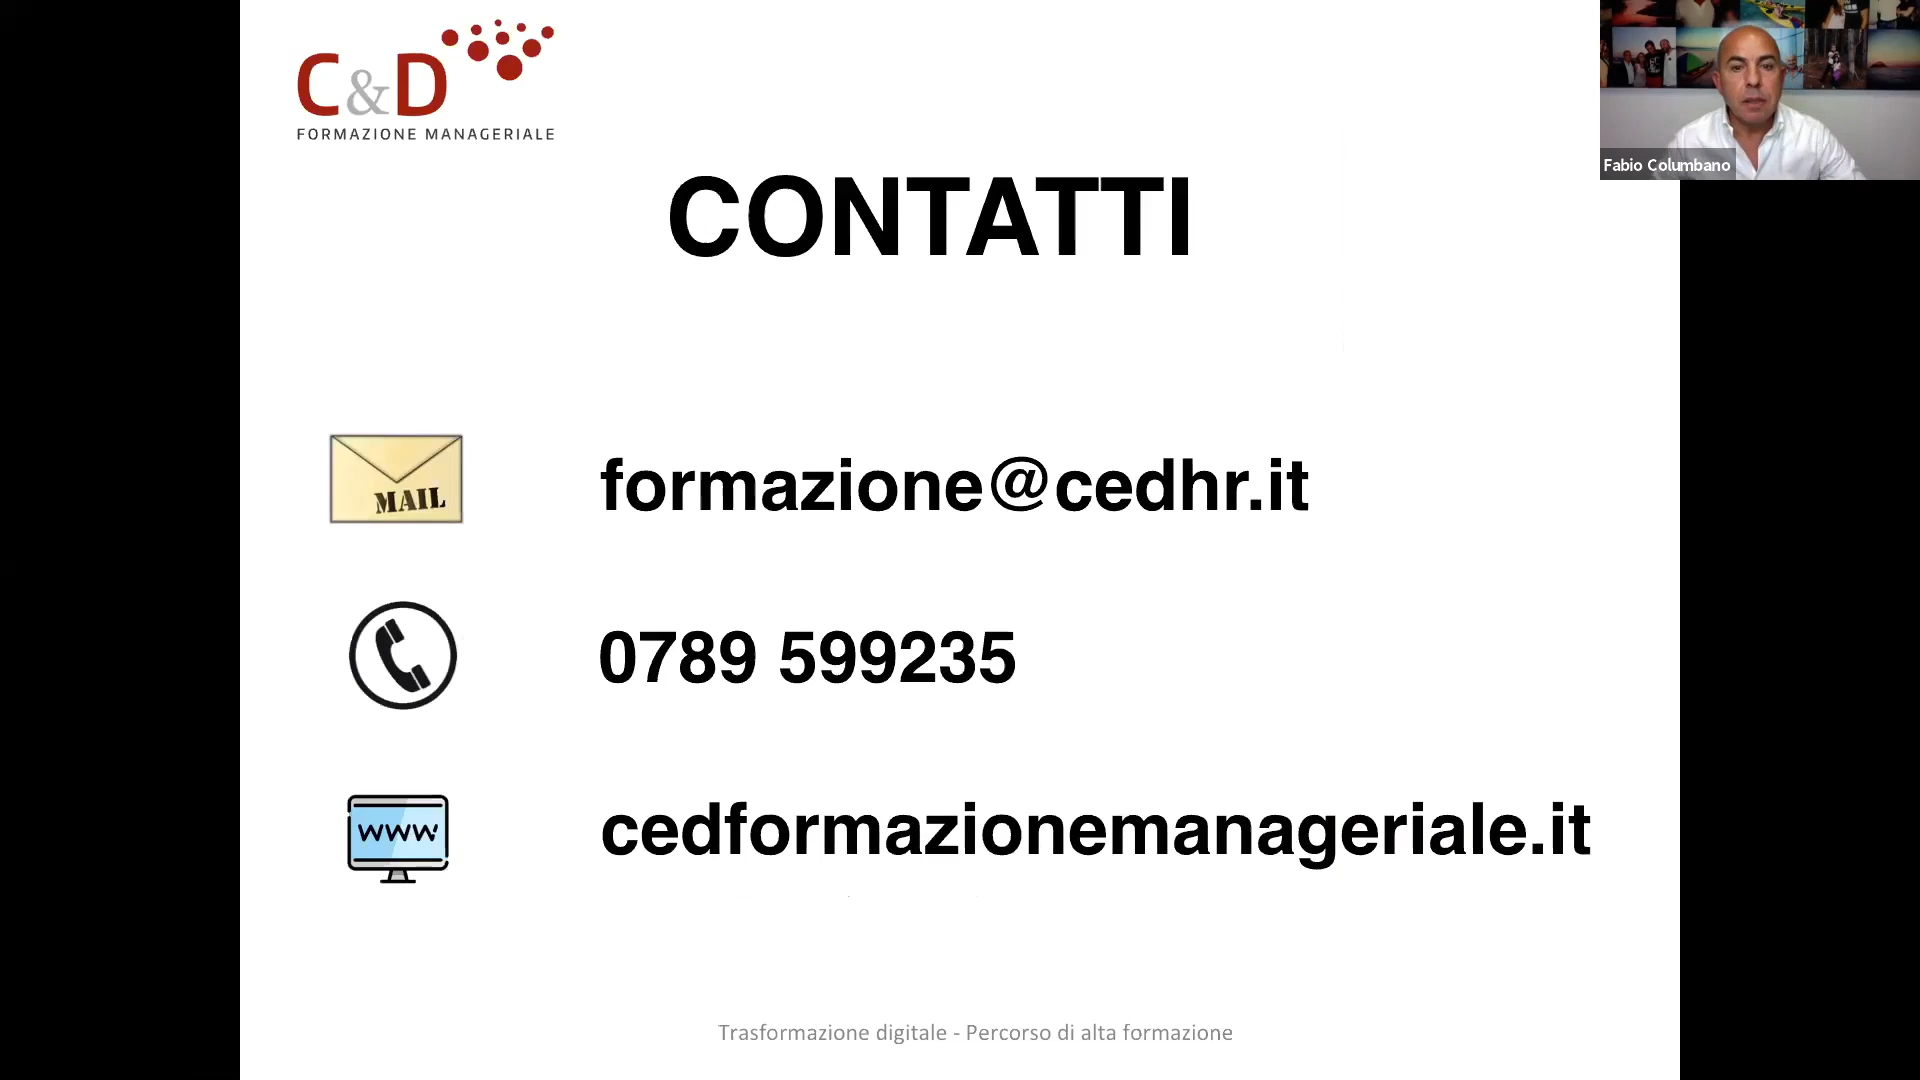 C&D
FORMAZIONE MANAGERIALE
Fabio Columbano
CONTATTI
MAIL
formazione@cedhr.it
0789 599235
www
cedformazionemanageriale.it
Trasformazione digitale - Percorso di alta formazione